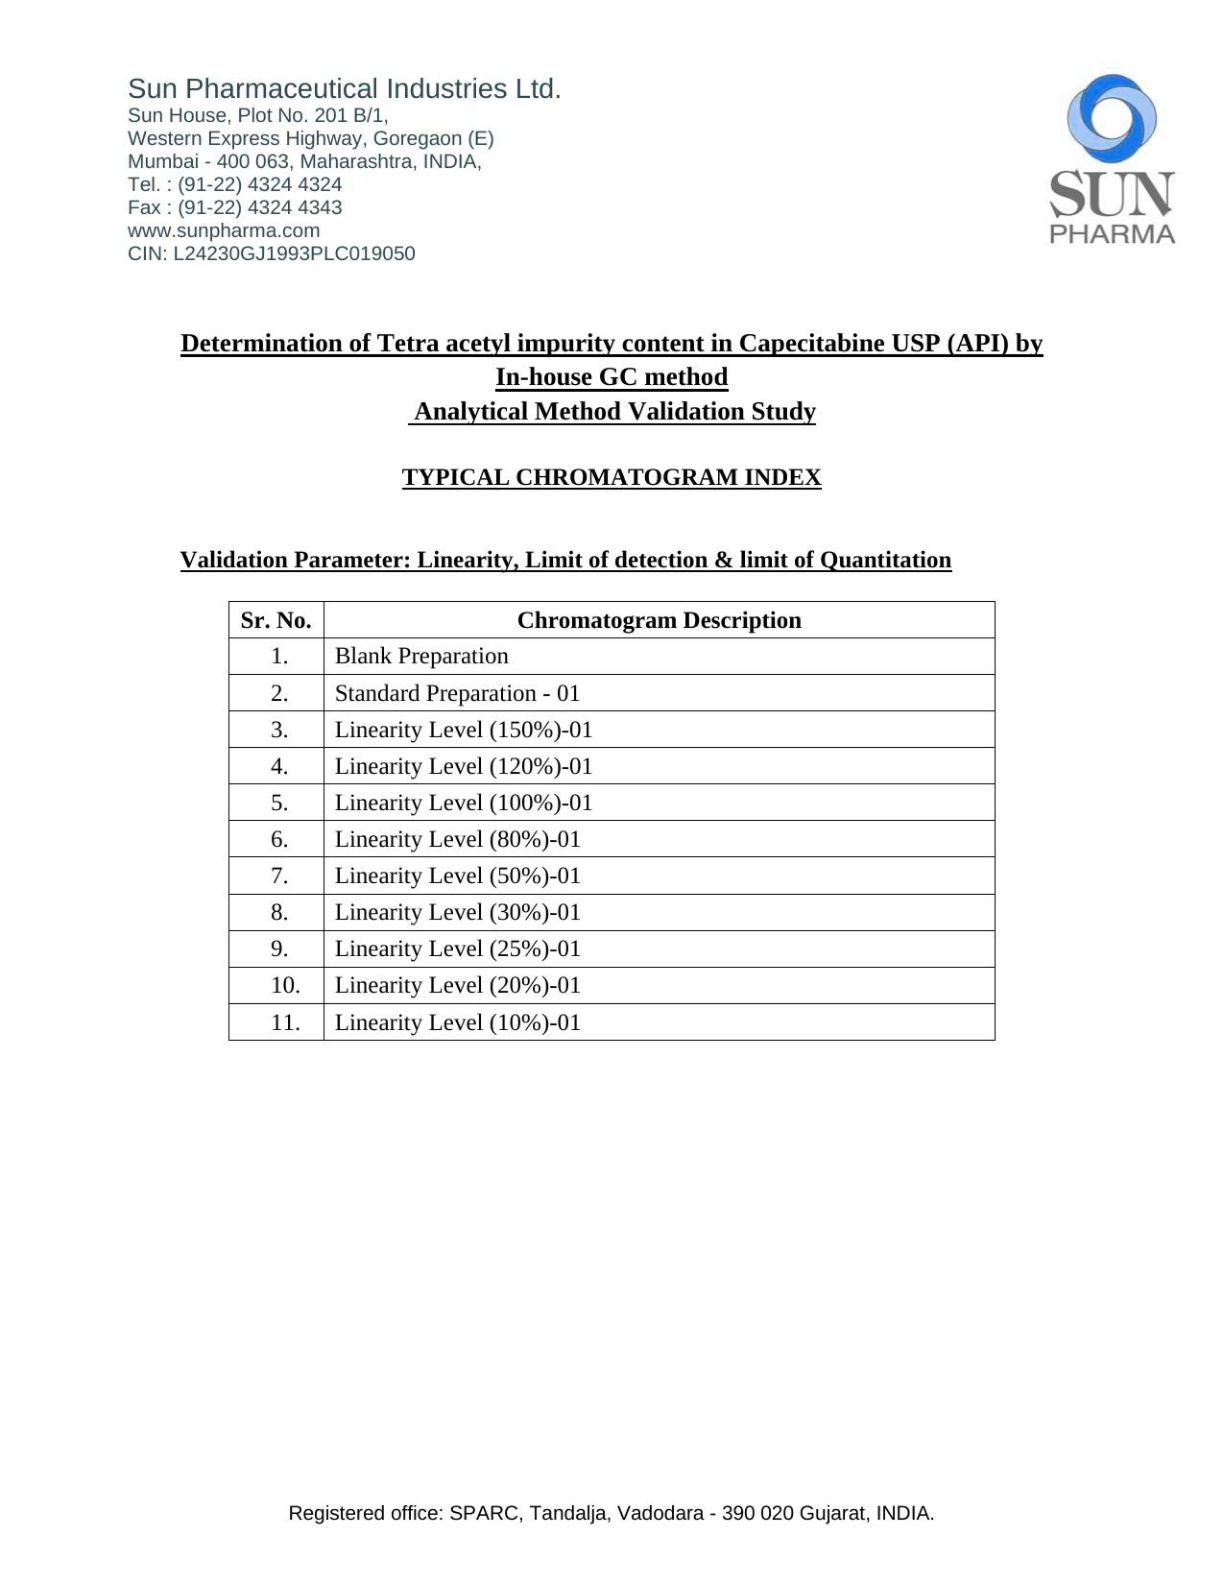 Sun Pharmaceutical Industries Ltd.
Sun House, Plot No. 201 B/1,
Western Express Highway, Goregaon (E)
Mumbai - 400 063, Maharashtra, INDIA,
Tel. : (91-22) 4324 4324
Fax : (91-22) 4324 4343
www.sunpharma.com
CIN: L24230GJ1993PLC019050
SUN
PHARMA
Determination of Tetra acetyl impurity content in Capecitabine USP (API) by
In-house GC method
Analytical Method Validation Study
TYPICAL CHROMATOGRAM INDEX
Validation Parameter: Linearity, Limit of detection & limit of Quantitation
Sr. No. Chromatogram Description
1. Blank Preparation
2. Standard Preparation - 01
3. Linearity Level (150%)-01
4. Linearity Level (120%)-01
5. Linearity Level (100%)-01
6. Linearity Level (80%)-01
7. Linearity Level (50%)-01
8. Linearity Level (30%)-01
9. Linearity Level (25%)-01
10. Linearity Level (20%)-01
11. Linearity Level (10%)-01
Registered office: SPARC, Tandalja, Vadodara - 390 020 Gujarat, INDIA.